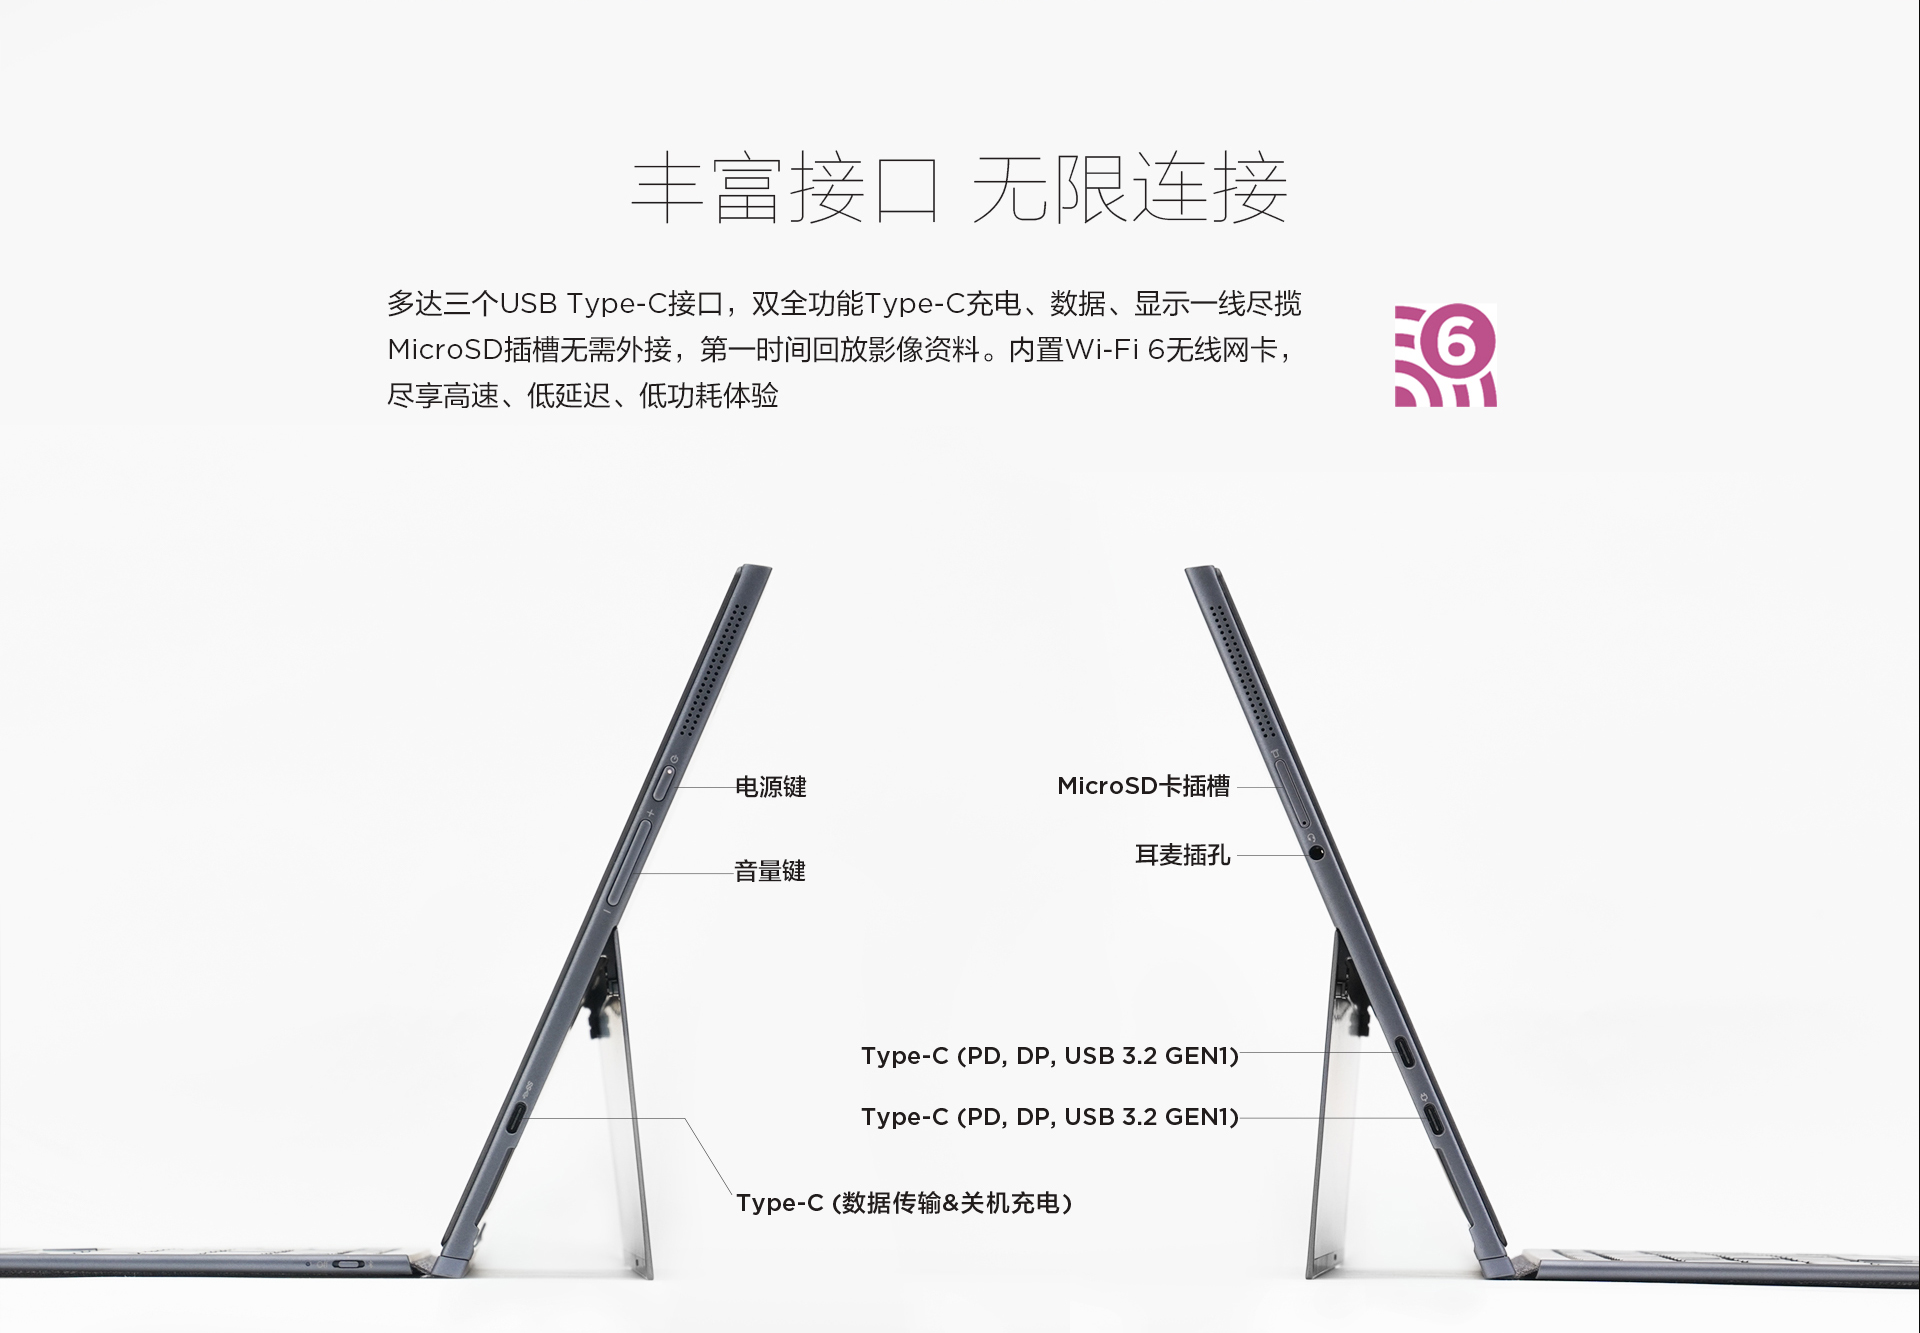 丰富接口 无限连接
多达三个USB Type-C接口，双全功能Type-C充电、数据、显示一线尽揽
MicroSD插槽无需外接，第一时间回放影像资料。内置Wi-Fi 6无线网卡，
尽享高速、低延迟、低功耗体验
6
电源键
MicroSD卡插槽
音量键
耳麦插孔
Type-C (PD, DP, USB 3.2 GEN1)
Type-C (PD, DP, USB 3.2 GEN1)
Type-C (数据传输&关机充电)